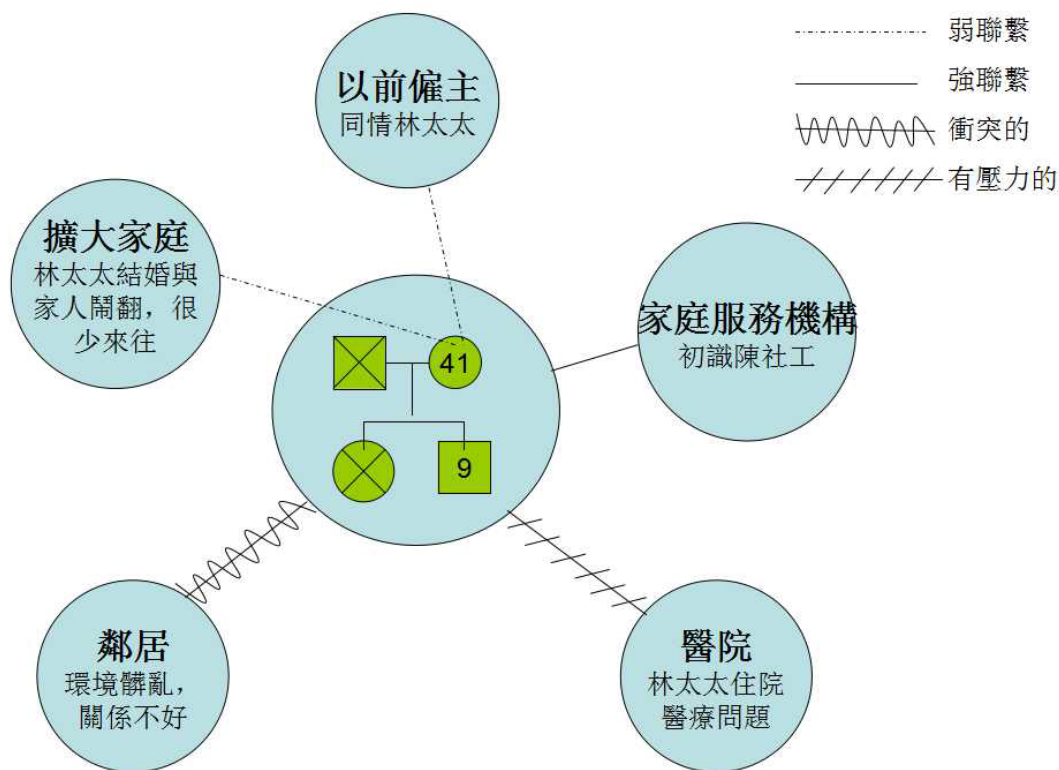 以前僱主
同情林太太
弱聯繫
強聯繫
衝突的
有壓力的
擴大家庭
林太太結婚與
家人鬧翻，很
少來往
家庭服務機構
初識陳社工
41
9
鄰居
環境髒亂，
關係不好
醫院
林太太住院
醫療問題